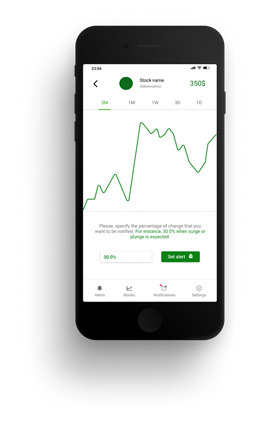 23:04
Stock name
Abbreviation
350$
3M
1M
1W
3D
1D
Please, specify the percentage of change that you
want to be notified. For instance, 30.0% when surge or
plunge is expected.
30.0%
Set alert
Alerts
Stocks
Notifications
Settings